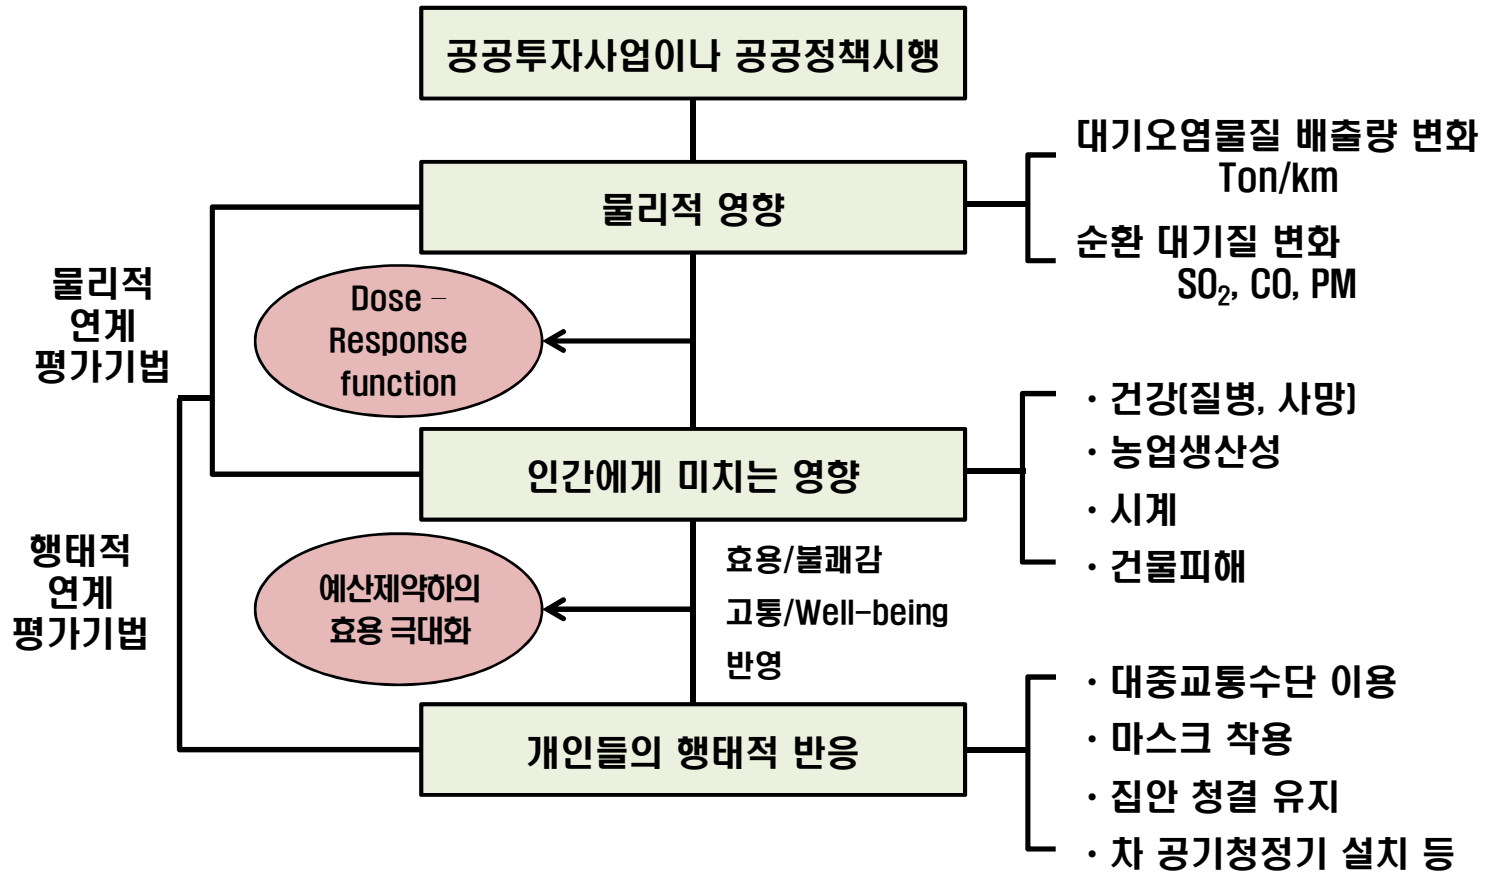 공공투자사업이나 공공정책시행
대기오염물질 배출량 변화
Ton/km
물리적 영향
순환 대기질 변화
SO₂, CO, PM
물리적
연계
평가기법
Dose –
Response
function
· 건강(질병, 사망)
인간에게 미치는 영향
· 농업생산성
· 시계
· 건물피해
행태적
연계
평가기법
예산제약하의
효용 극대화
효용/불쾌감
고통/Well-being
반영
개인들의 행태적 반응
· 대중교통수단 이용
· 마스크 착용
· 집안 청결 유지
· 차 공기청정기 설치 등